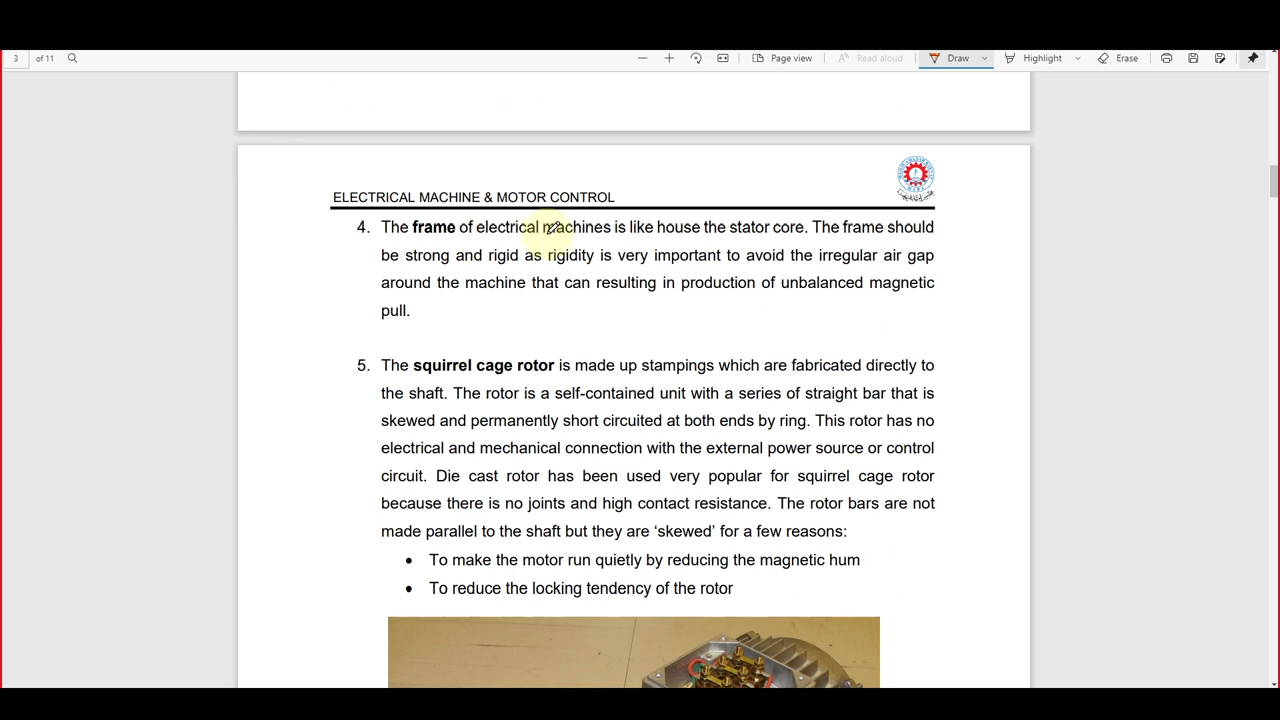 3 of 11 Page view Read aloud Draw Highlight Erase
ELECTRICAL MACHINE & MOTOR CONTROL
4. The frame of electrical machines is like house the stator core. The frame should
be strong and rigid as rigidity is very important to avoid the irregular air gap
around the machine that can resulting in production of unbalanced magnetic
pull.
5. The squirrel cage rotor is made up stampings which are fabricated directly to
the shaft. The rotor is a self-contained unit with a series of straight bar that is
skewed and permanently short circuited at both ends by ring. This rotor has no
electrical and mechanical connection with the external power source or control
circuit. Die cast rotor has been used very popular for squirrel cage rotor
because there is no joints and high contact resistance. The rotor bars are not
made parallel to the shaft but they are ‘skewed’ for a few reasons:
• To make the motor run quietly by reducing the magnetic hum
• To reduce the locking tendency of the rotor